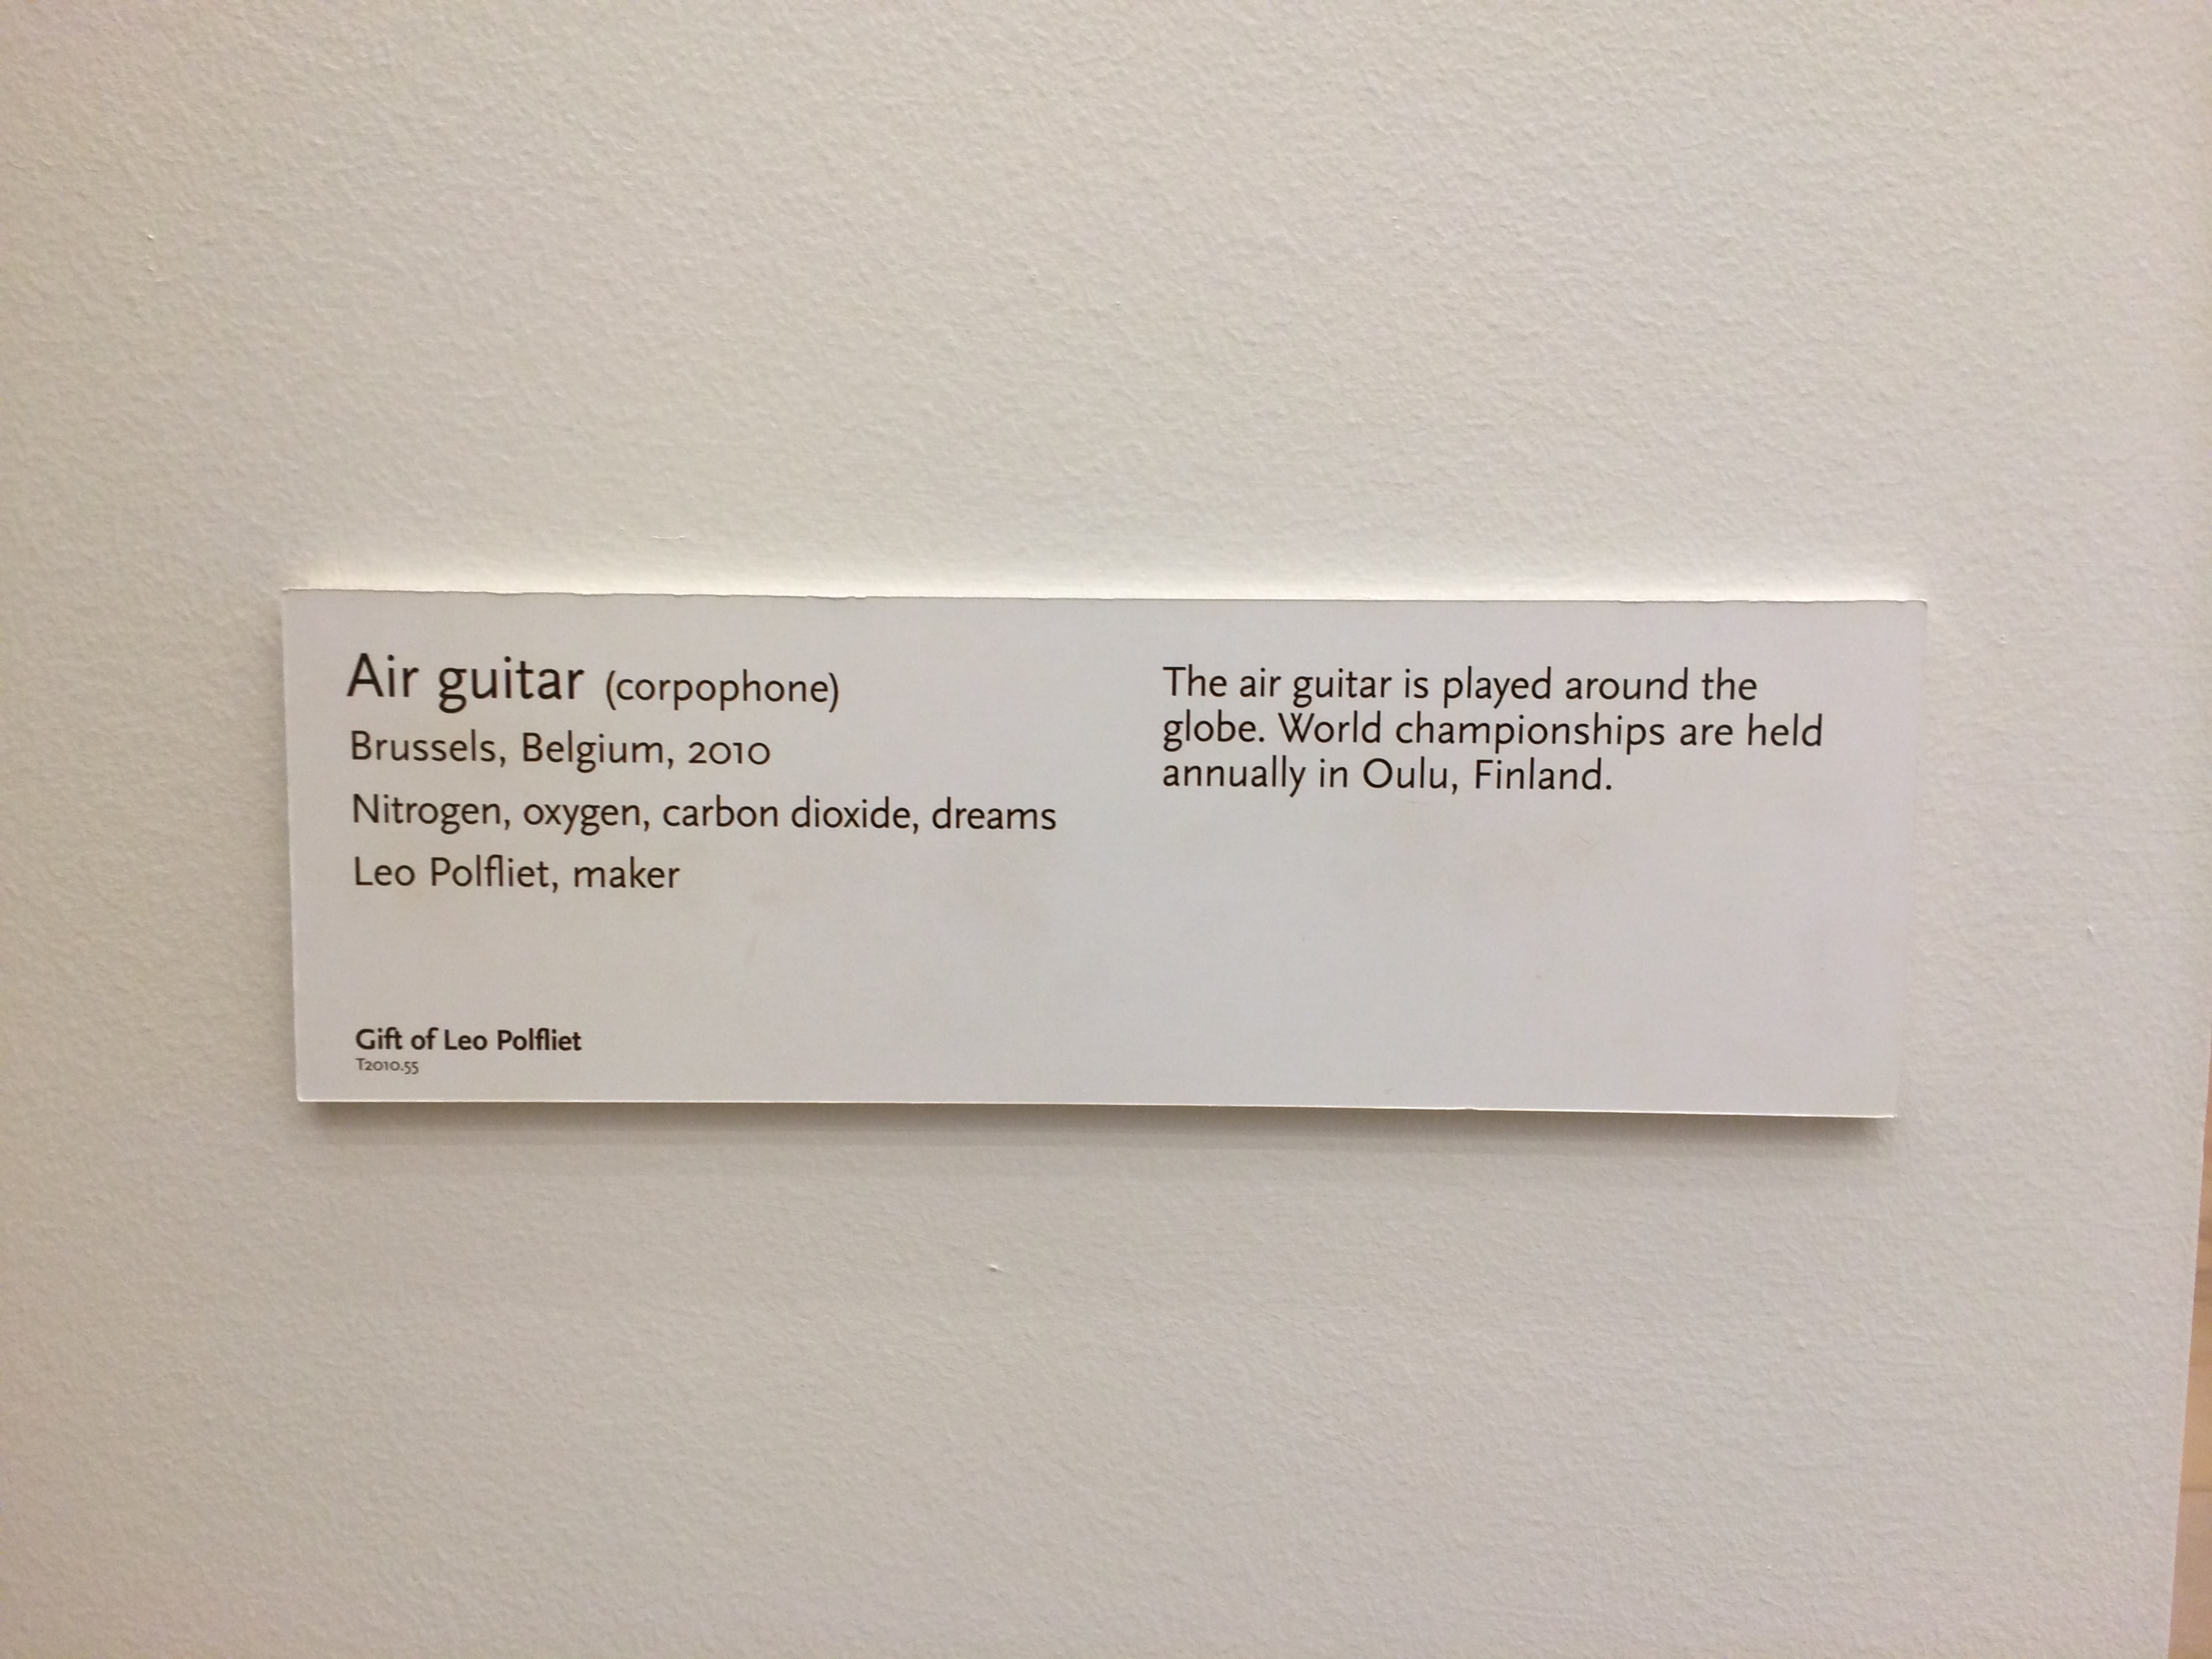 Air guitar (corpophone)
Brussels, Belgium, 2010
Nitrogen, oxygen, carbon dioxide, dreams
Leo Polfliet, maker
Gift of Leo Polfliet
T2010.55
The air guitar is played around the
globe. World championships are held
annually in Oulu, Finland.